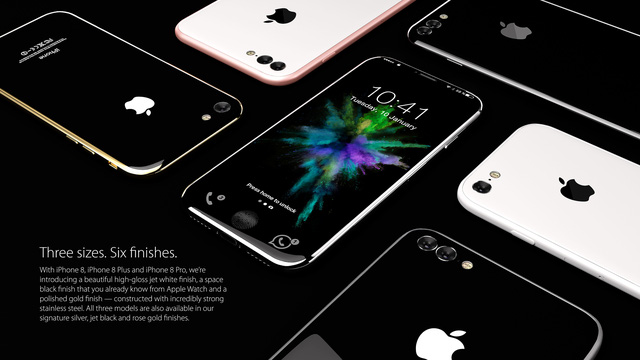 iPhone
10:41
Tuesday, 16 January
Press home to unlock
Three sizes. Six finishes.
With iPhone 8, iPhone 8 Plus and iPhone 8 Pro, we're
introducing a beautiful high-gloss jet white finish, a space
black finish that you already know from Apple Watch and a
polished gold finish — constructed with incredibly strong
stainless steel. All three models are also available in our
signature silver, jet black and rose gold finishes.